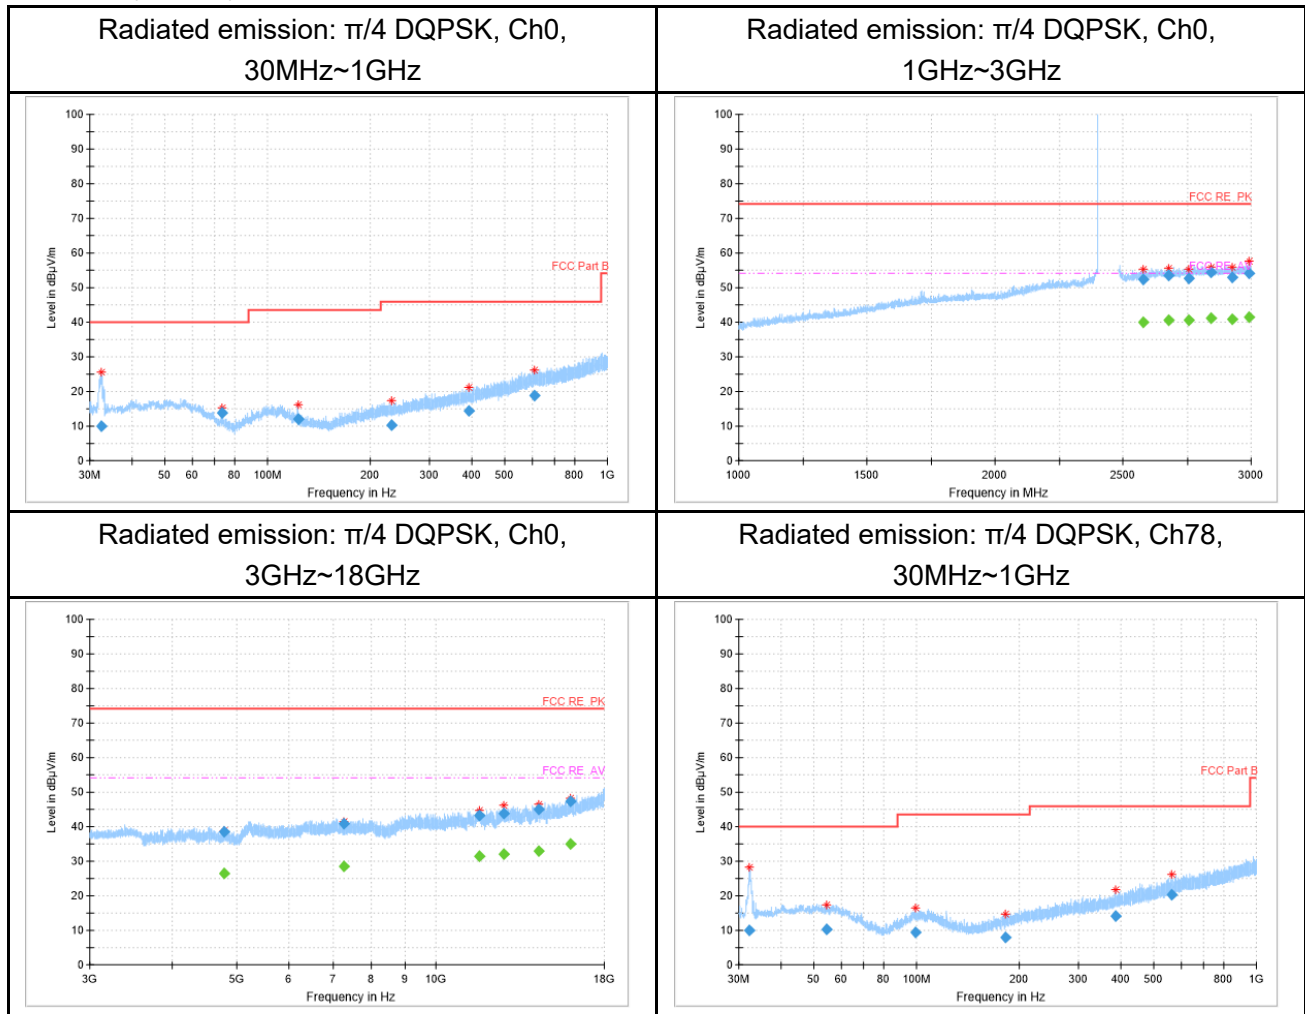 Radiated emission: π/4 DQPSK, Ch0,
30MHz~1GHz
Radiated emission: π/4 DQPSK, Ch0,
1GHz~3GHz
100
90
80
70
60
50
40
30
20
10
0
Level in dBµV/m
FCC Part B
30M 50 60 80 100M 200 300 400 500 800 1G
Frequency in Hz
100
90
80
70
60
50
40
30
20
10
0
Level in dBµV/m
FCC RE_PK
FCC RE_AV
1000 1500 2000 2500 3000
Frequency in MHz
Radiated emission: π/4 DQPSK, Ch0,
3GHz~18GHz
Radiated emission: π/4 DQPSK, Ch78,
30MHz~1GHz
100
90
80
70
60
50
40
30
20
10
0
Level in dBµV/m
FCC RE_PK
FCC RE_AV
3G 5G 6 7 8 9 10G 18G
Frequency in Hz
100
90
80
70
60
50
40
30
20
10
0
Level in dBµV/m
FCC Part B
30M 50 60 80 100M 200 300 400 500 800 1G
Frequency in Hz